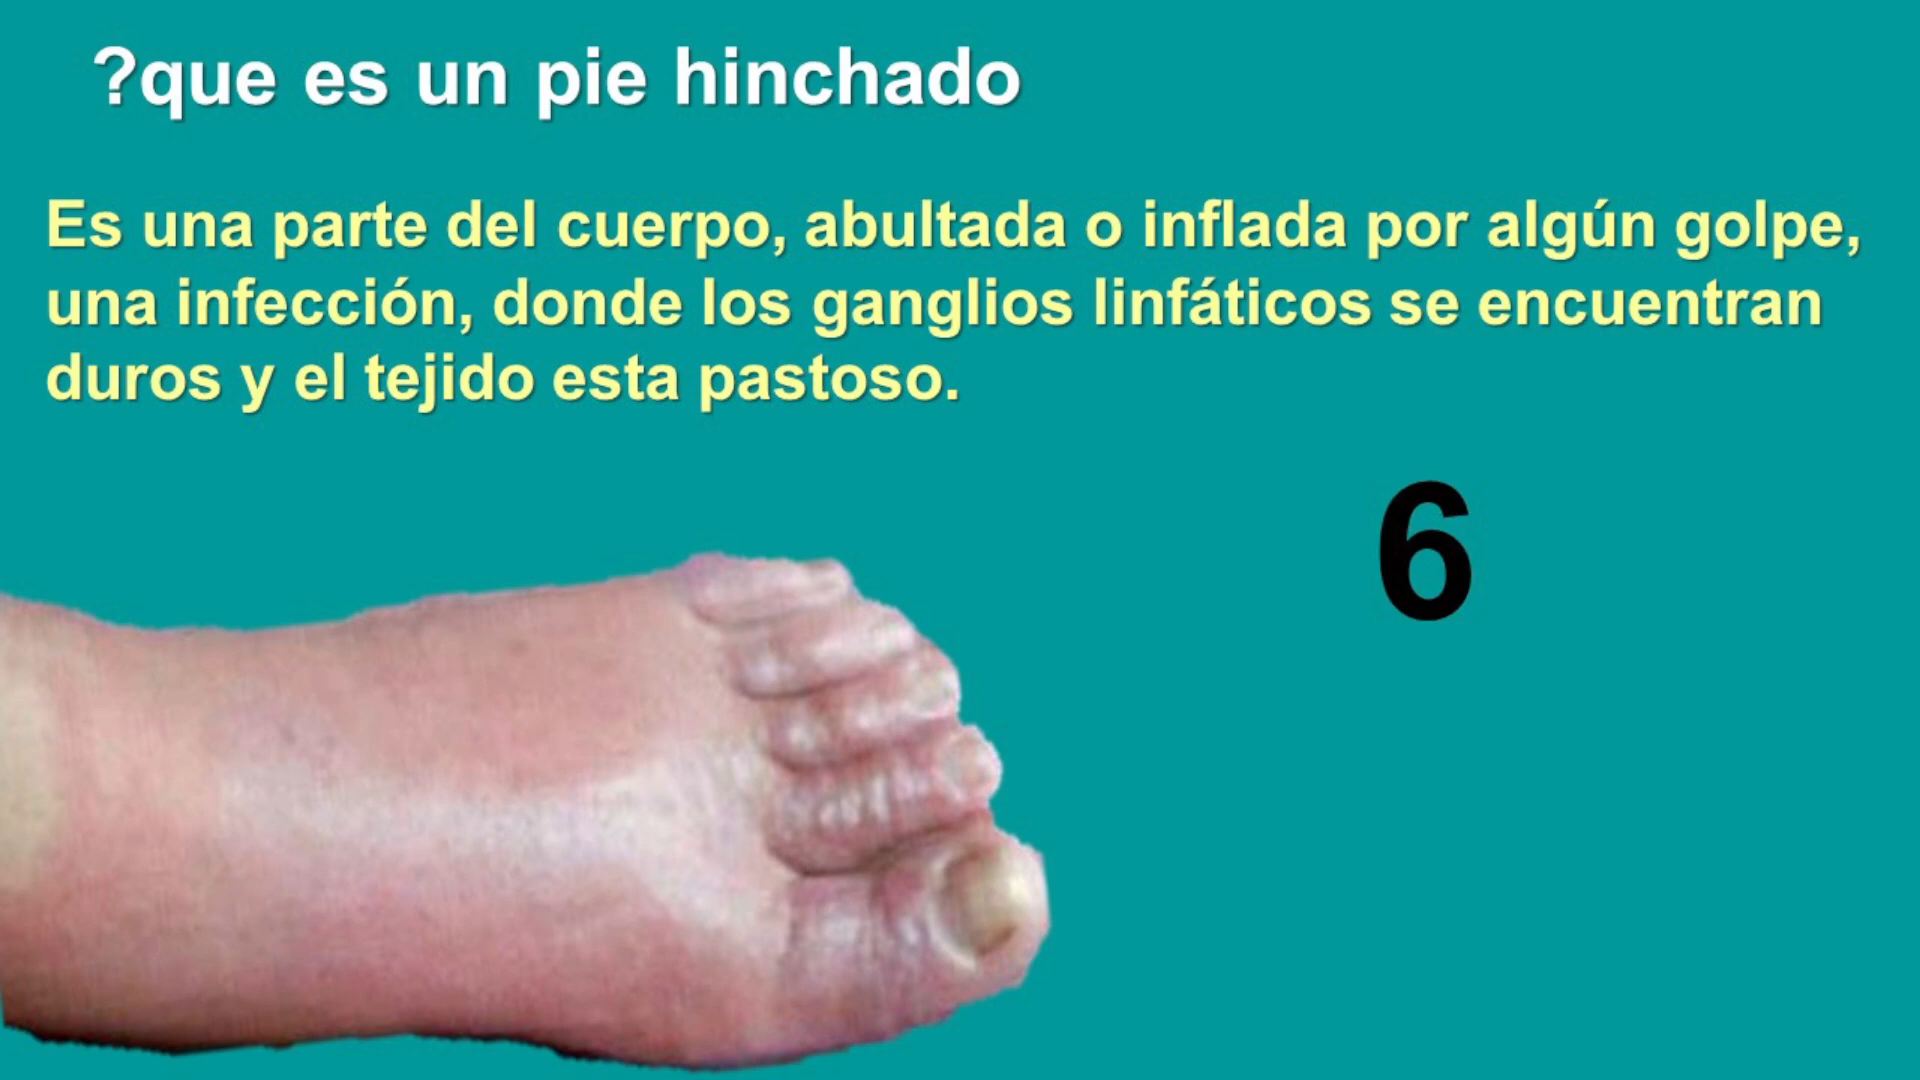 ?que es un pie hinchado
Es una parte del cuerpo, abultada o inflada por algún golpe,
una infección, donde los ganglios linfáticos se encuentran
duros y el tejido esta pastoso.
6